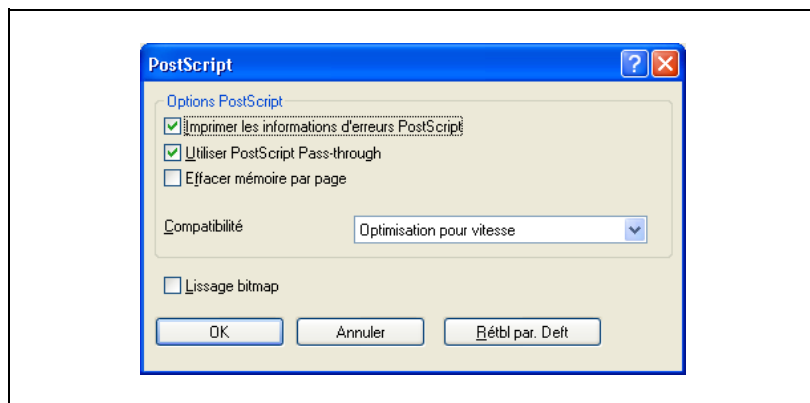 PostScript
Options PostScript
Imprimer les informations d'erreurs PostScript
Utiliser PostScript Pass-through
Effacer mémoire par page
Compatibilité
Optimisation pour vitesse
Lissage bitmap
OK
Annuler
Rétbl par. Deft